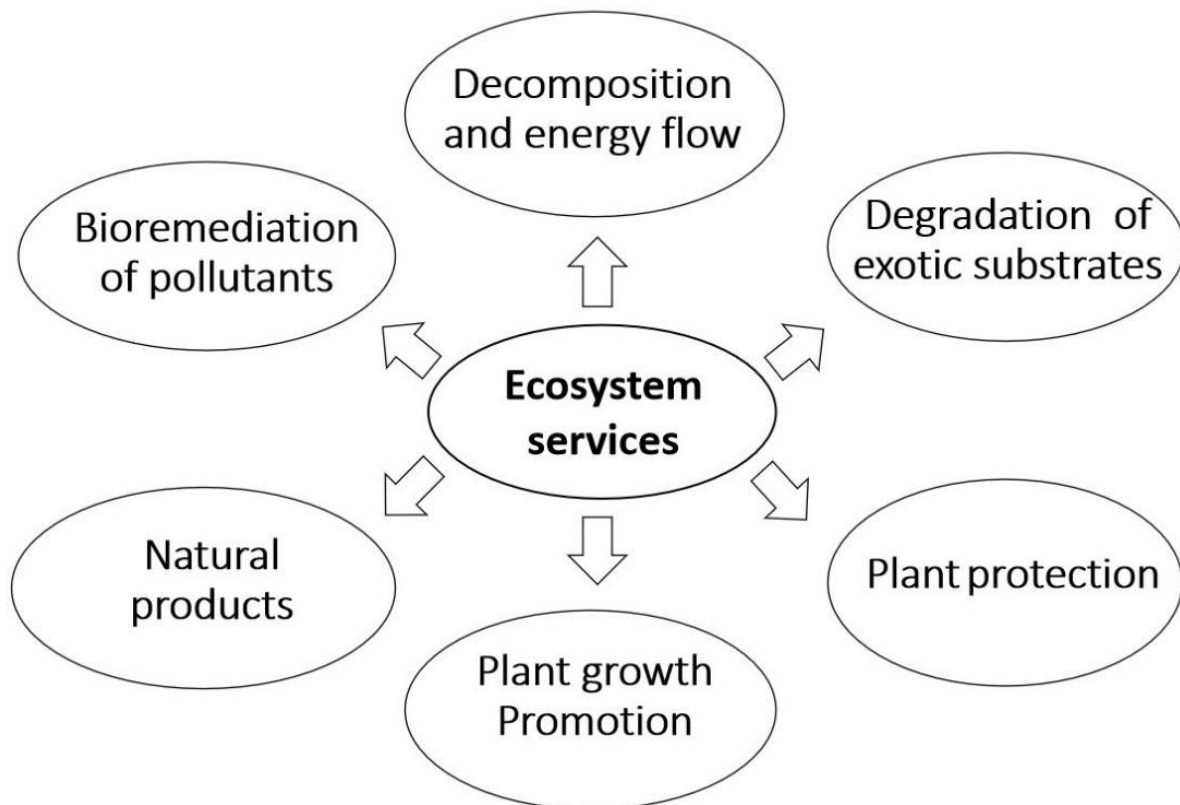 Decomposition
and energy flow
Bioremediation
of pollutants
Degradation of
exotic substrates
Ecosystem
services
Natural
products
Plant protection
Plant growth
Promotion